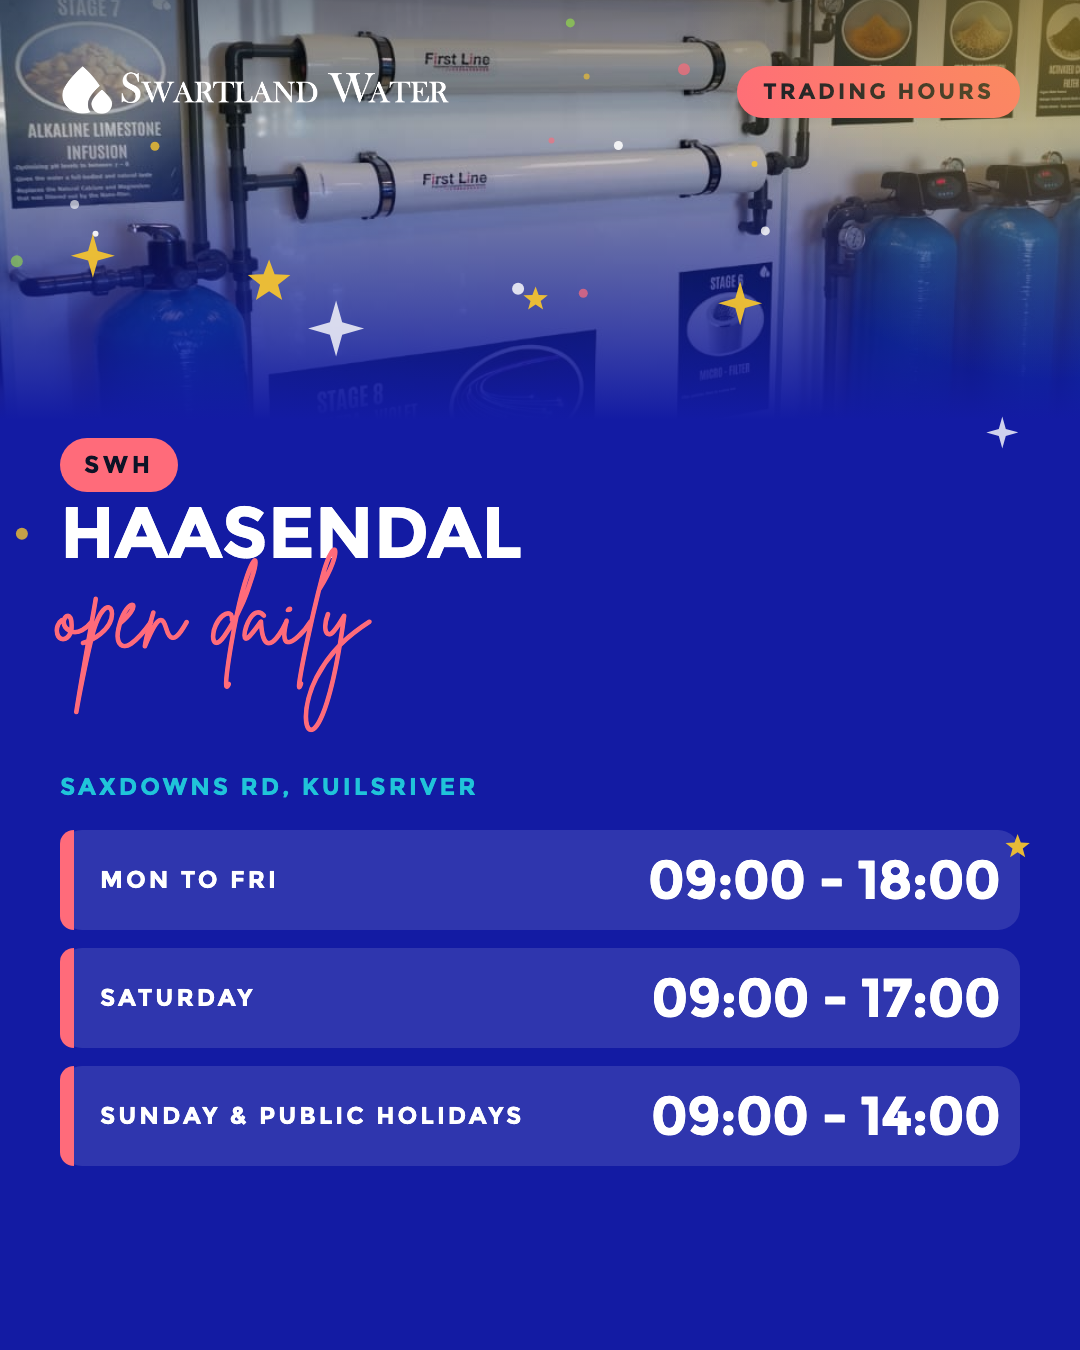 STAGE 7
SWARTLAND WATER
TRADING HOURS
First Line
ALKALINE LIMESTONE
INFUSION
First Line
STAGE 6
MICRO - FILTER
STAGE 8
SWH
HAASENDAL
open daily
SAXDOWNS RD, KUILSRIVER
MON TO FRI 09:00 - 18:00
SATURDAY 09:00 - 17:00
SUNDAY & PUBLIC HOLIDAYS 09:00 - 14:00